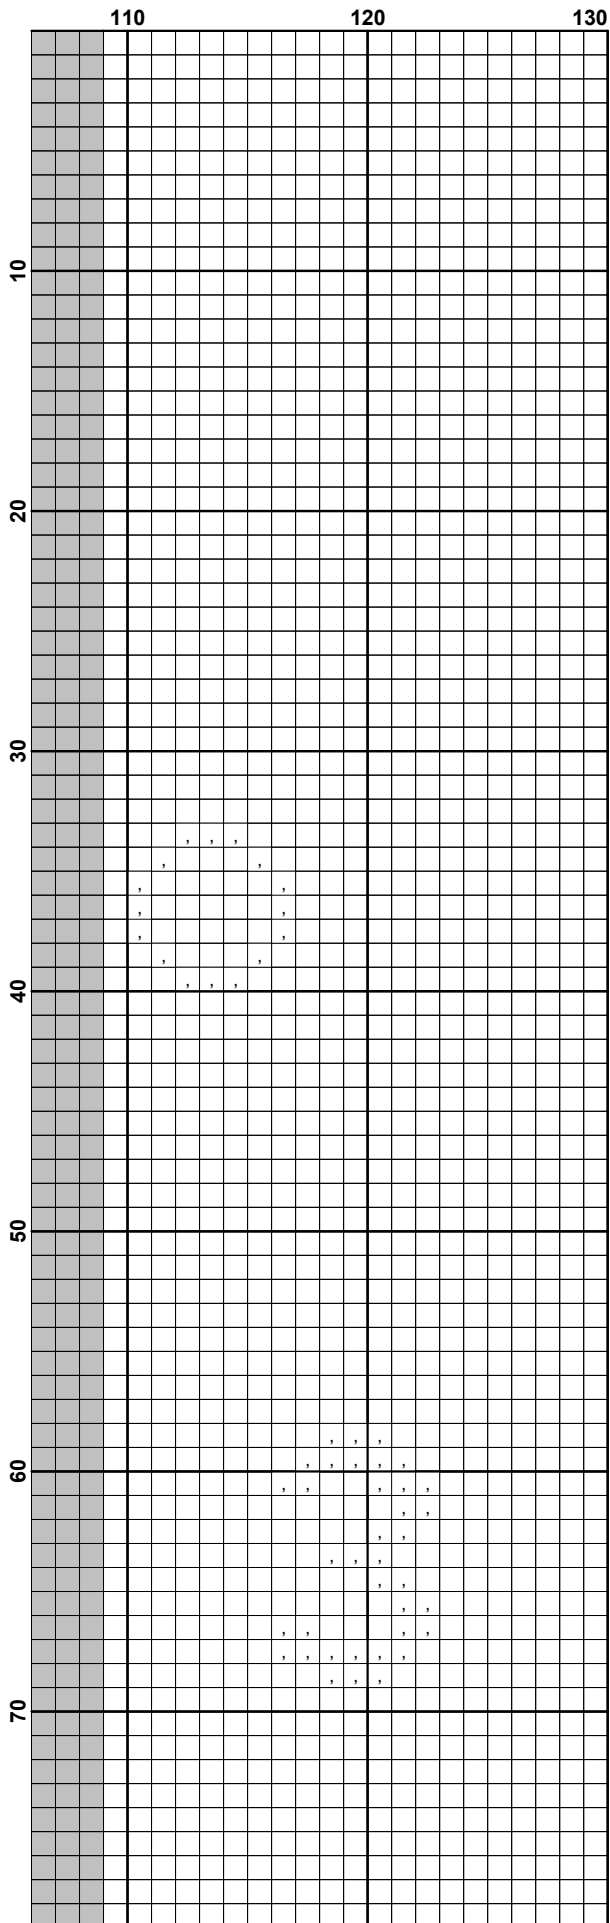 110 120 130
10
20
30
, , ,
, ,
, ,
, ,
, ,
, ,
, , ,
40
50
, , ,
, , , , ,
60
, , , , ,
, ,
, ,
, , ,
, ,
, ,
, , , ,
, , , , , ,
, , ,
70